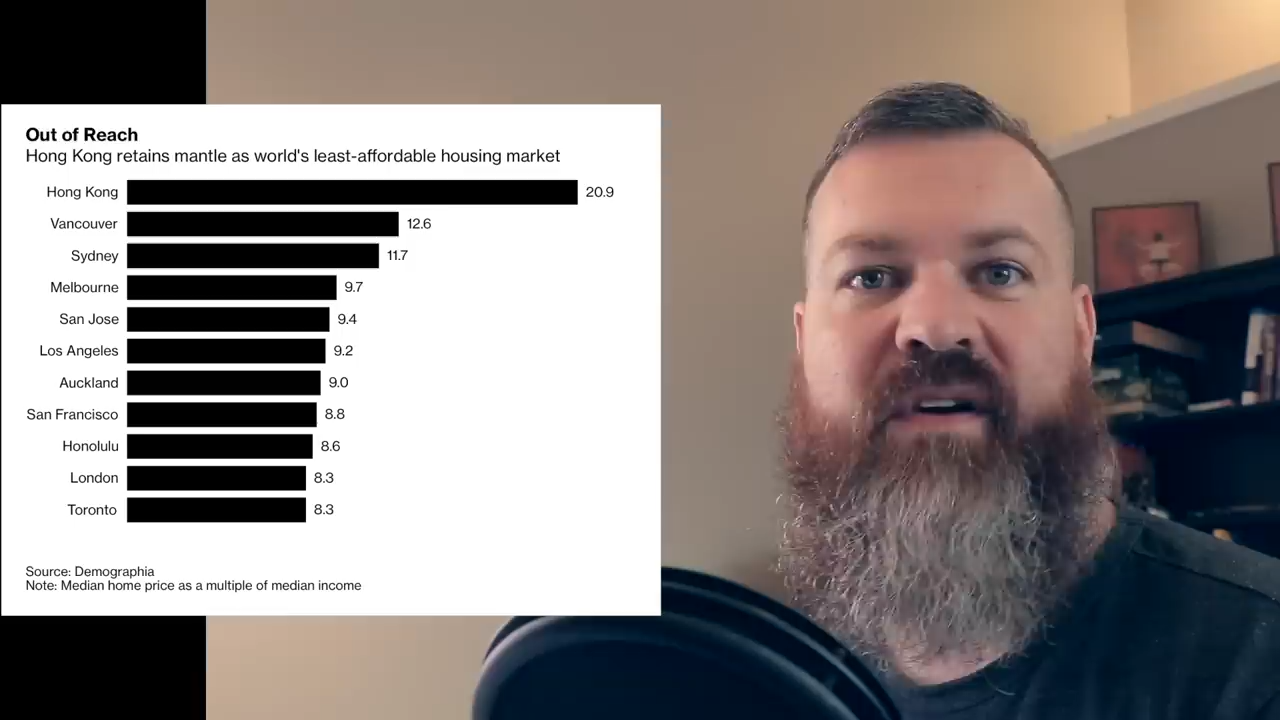 Out of Reach
Hong Kong retains mantle as world's least-affordable housing market
Hong Kong 20.9
Vancouver 12.6
Sydney 11.7
Melbourne 9.7
San Jose 9.4
Los Angeles 9.2
Auckland 9.0
San Francisco 8.8
Honolulu 8.6
London 8.3
Toronto 8.3
Source: Demographia
Note: Median home price as a multiple of median income